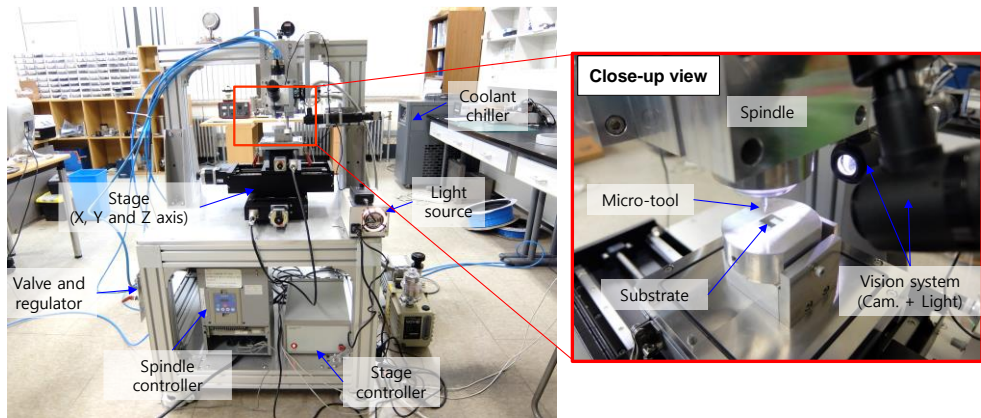 Coolant
chiller
Stage
(X, Y and Z axis)
Light
source
Valve and
regulator
Spindle
controller
Stage
controller
Close-up view
Spindle
Micro-tool
Substrate
Vision system
(Cam. + Light)